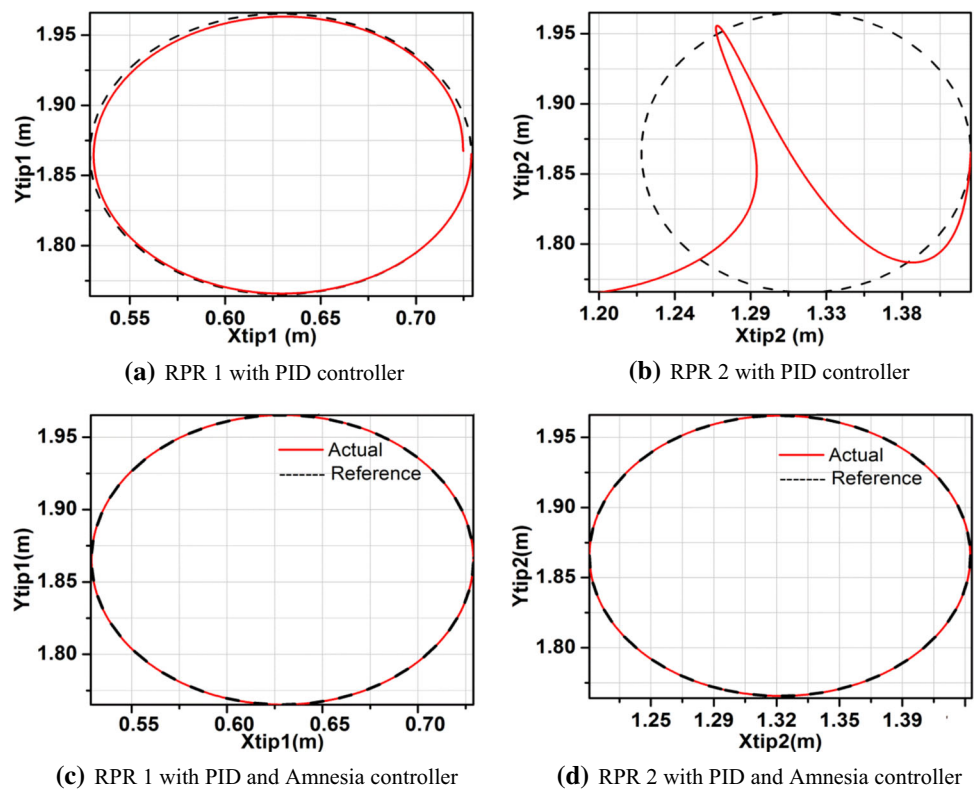 1.95
1.90
1.85
1.80
Ytip1 (m)
0.55
0.60
0.65
0.70
Xtip1 (m)
(a) RPR 1 with PID controller
1.95
1.90
1.85
1.80
Ytip2 (m)
1.20
1.24
1.29
1.33
1.38
Xtip2 (m)
(b) RPR 2 with PID controller
1.95
1.90
1.85
1.80
Ytip1(m)
Actual
Reference
0.55
0.60
0.65
0.70
Xtip1(m)
(c) RPR 1 with PID and Amnesia controller
1.95
1.90
1.85
1.80
Ytip2(m)
Actual
Reference
1.25
1.29
1.32
1.35
1.39
Xtip2(m)
(d) RPR 2 with PID and Amnesia controller